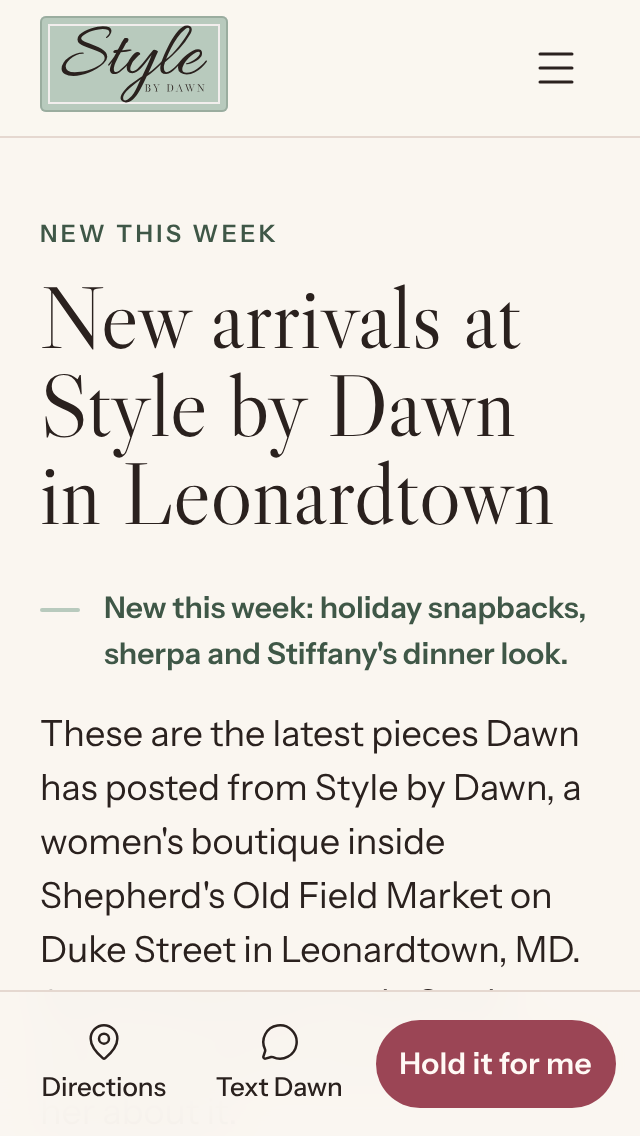 Style
BY DAWN
NEW THIS WEEK
New arrivals at
Style by Dawn
in Leonardtown
New this week: holiday snapbacks,
sherpa and Stiffany's dinner look.
These are the latest pieces Dawn
has posted from Style by Dawn, a
women's boutique inside
Shepherd's Old Field Market on
Duke Street in Leonardtown, MD.
Directions
Text Dawn
Hold it for me